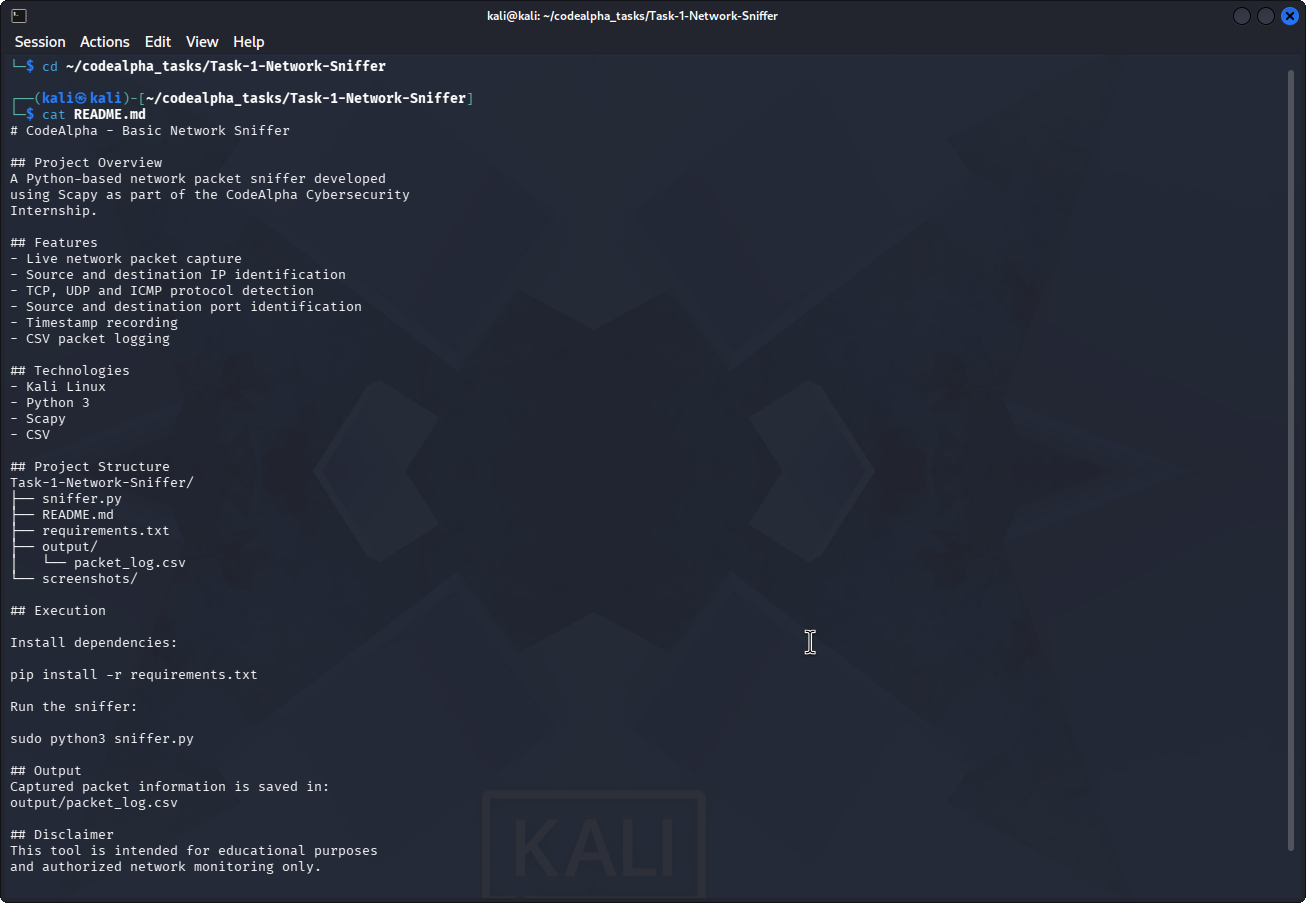 kali@kali: ~/codealpha_tasks/Task-1-Network-Sniffer
Session Actions Edit View Help
└─$ cd ~/codealpha_tasks/Task-1-Network-Sniffer
┌──(kali㉿kali)-[~/codealpha_tasks/Task-1-Network-Sniffer]
└─$ cat README.md
# CodeAlpha - Basic Network Sniffer
## Project Overview
A Python-based network packet sniffer developed
using Scapy as part of the CodeAlpha Cybersecurity
Internship.
## Features
- Live network packet capture
- Source and destination IP identification
- TCP, UDP and ICMP protocol detection
- Source and destination port identification
- Timestamp recording
- CSV packet logging
## Technologies
- Kali Linux
- Python 3
- Scapy
- CSV
## Project Structure
Task-1-Network-Sniffer/
├── sniffer.py
├── README.md
├── requirements.txt
├── output/
│   └── packet_log.csv
└── screenshots/
## Execution
Install dependencies:
pip install -r requirements.txt
Run the sniffer:
sudo python3 sniffer.py
## Output
Captured packet information is saved in:
output/packet_log.csv
## Disclaimer
This tool is intended for educational purposes
and authorized network monitoring only.
KALI